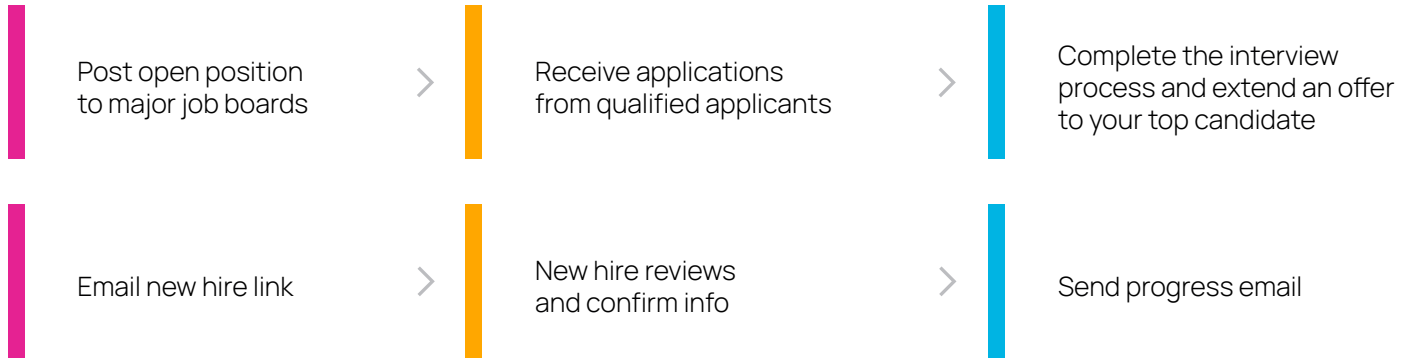 Post open position
to major job boards
Receive applications
from qualified applicants
Complete the interview
process and extend an offer
to your top candidate
Email new hire link
New hire reviews
and confirm info
Send progress email